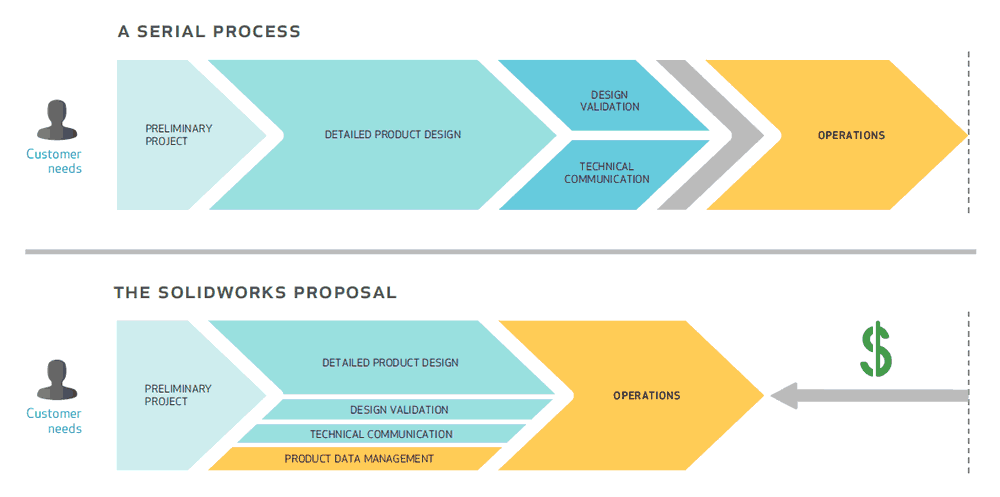 A SERIAL PROCESS
Customer
needs
PRELIMINARY
PROJECT
DETAILED PRODUCT DESIGN
DESIGN
VALIDATION
TECHNICAL
COMMUNICATION
OPERATIONS
THE SOLIDWORKS PROPOSAL
Customer
needs
PRELIMINARY
PROJECT
DETAILED PRODUCT DESIGN
DESIGN VALIDATION
TECHNICAL COMMUNICATION
PRODUCT DATA MANAGEMENT
OPERATIONS
$